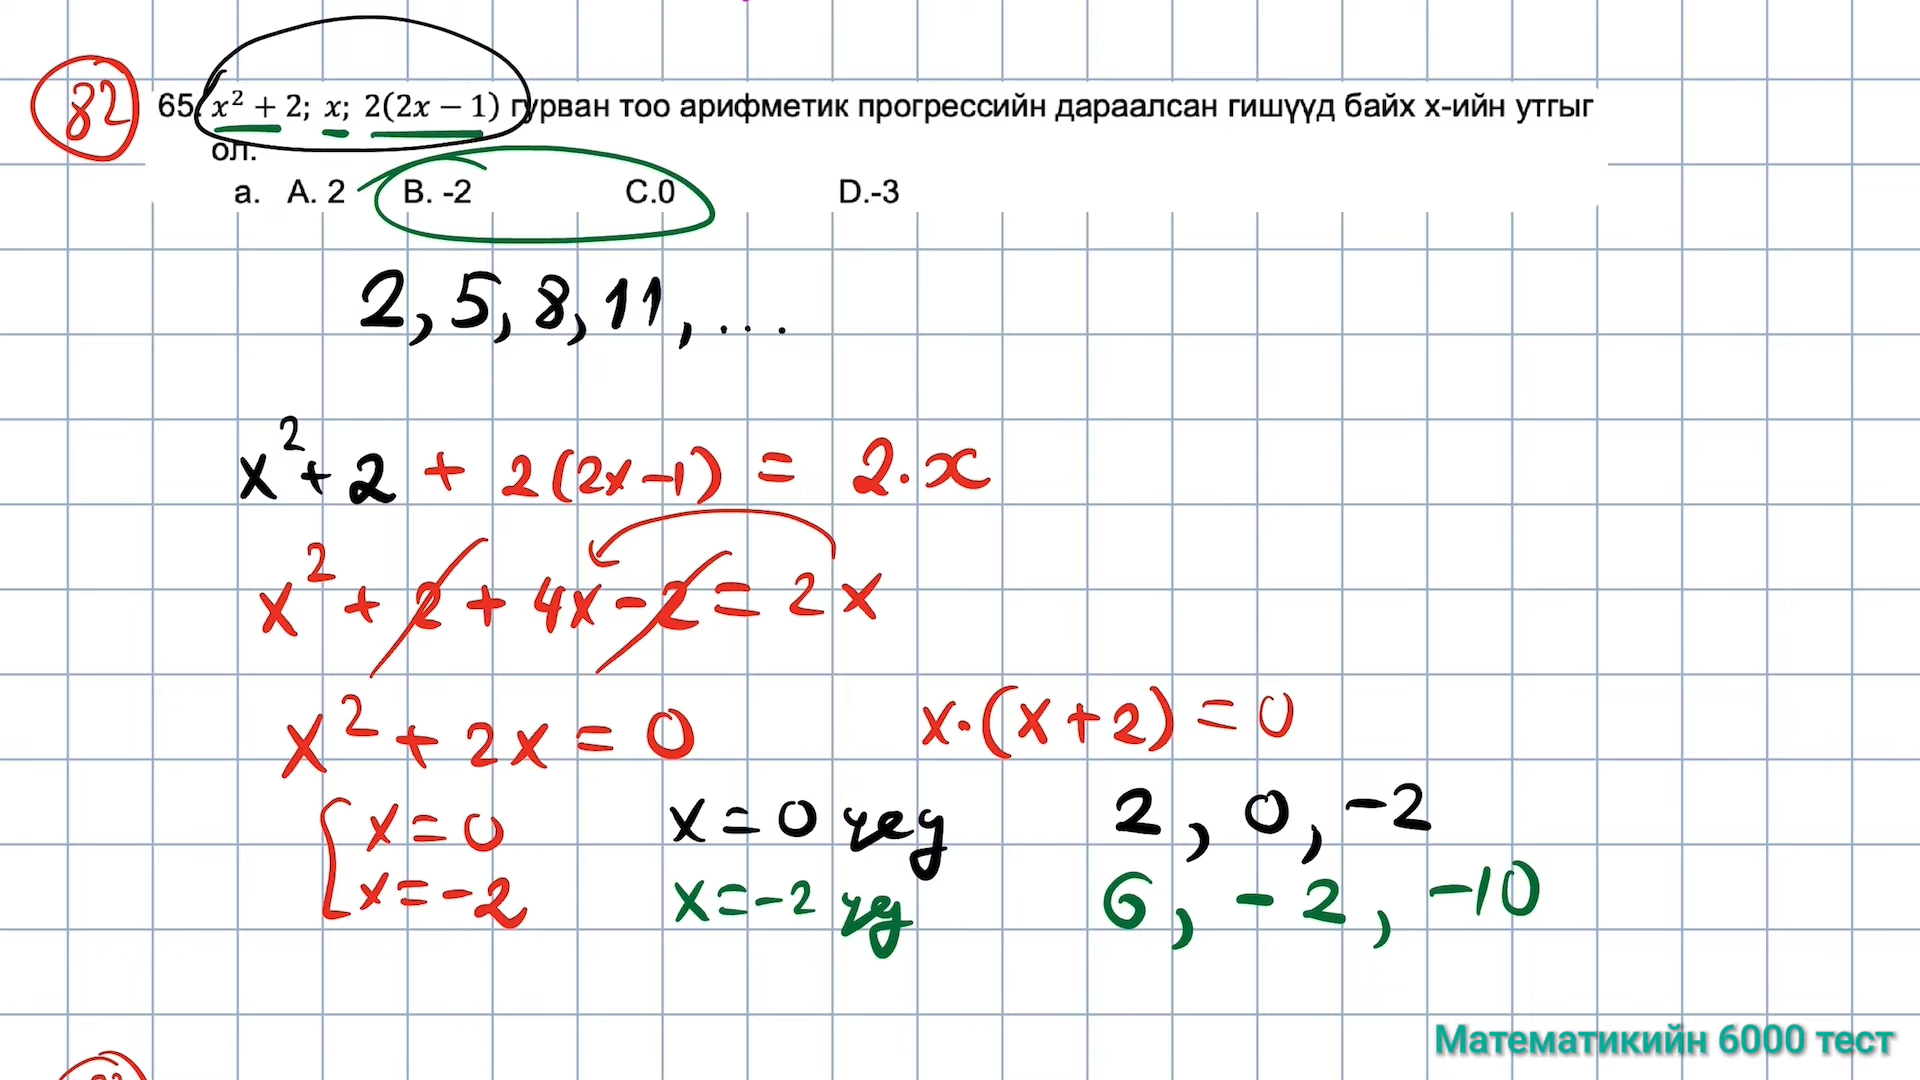 82
65. x² + 2; x; 2(2x − 1) гурван тоо арифметик прогрессийн дараалсан гишүүд байх х-ийн утгыг
ол.
a. A. 2 B. -2 C.0 D.-3
2, 5, 8, 11, ...
x² + 2 + 2(2x − 1) = 2 · x
x² + 2 + 4x − 2 = 2x
x² + 2x = 0 x · (x + 2) = 0
x = 0 x = 0 үед 2, 0, −2
x = −2 x = −2 үед 6, −2, −10
Математикийн 6000 тест